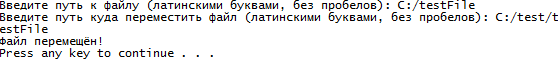 Введите путь к файлу (латинскими буквами, без пробелов): C:/testFile
Введите путь куда переместить файл (латинскими буквами, без пробелов): C:/test/t
estFile
Файл перемещён!
Press any key to continue . . .